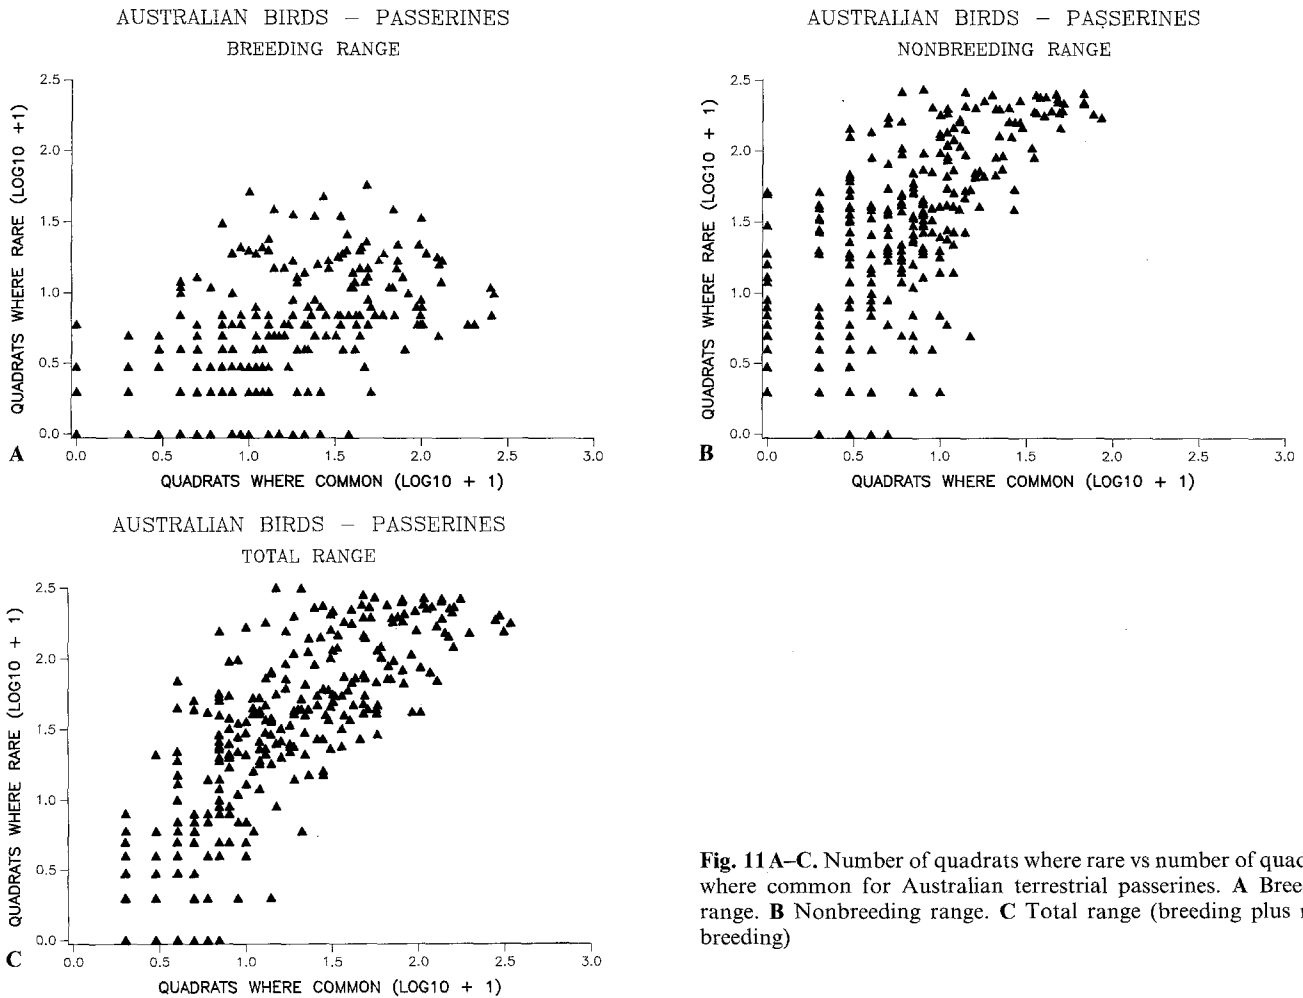 AUSTRALIAN BIRDS – PASSERINES
BREEDING RANGE
QUADRATS WHERE RARE (LOG10 +1)
2.5
2.0
1.5
1.0
0.5
0.0
0.0 0.5 1.0 1.5 2.0 2.5 3.0
A
QUADRATS WHERE COMMON (LOG10 + 1)
AUSTRALIAN BIRDS – PASSERINES
NONBREEDING RANGE
QUADRATS WHERE RARE (LOG10 + 1)
2.5
2.0
1.5
1.0
0.5
0.0
0.0 0.5 1.0 1.5 2.0 2.5 3.0
B
QUADRATS WHERE COMMON (LOG10 + 1)
AUSTRALIAN BIRDS – PASSERINES
TOTAL RANGE
QUADRATS WHERE RARE (LOG10 + 1)
2.5
2.0
1.5
1.0
0.5
0.0
0.0 0.5 1.0 1.5 2.0 2.5 3.0
C
QUADRATS WHERE COMMON (LOG10 + 1)
Fig. 11 A–C. Number of quadrats where rare vs number of quad
where common for Australian terrestrial passerines. A Bree
range. B Nonbreeding range. C Total range (breeding plus
breeding)